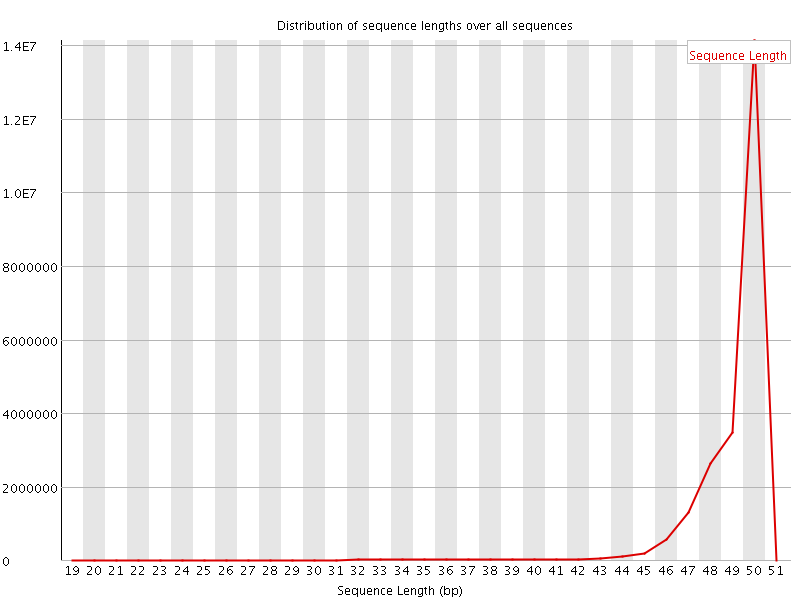 Distribution of sequence lengths over all sequences
1.4E7
Sequence Length
1.2E7
1.0E7
8000000
6000000
4000000
2000000
0
19 20 21 22 23 24 25 26 27 28 29 30 31 32 33 34 35 36 37 38 39 40 41 42 43 44 45 46 47 48 49 50 51
Sequence Length (bp)